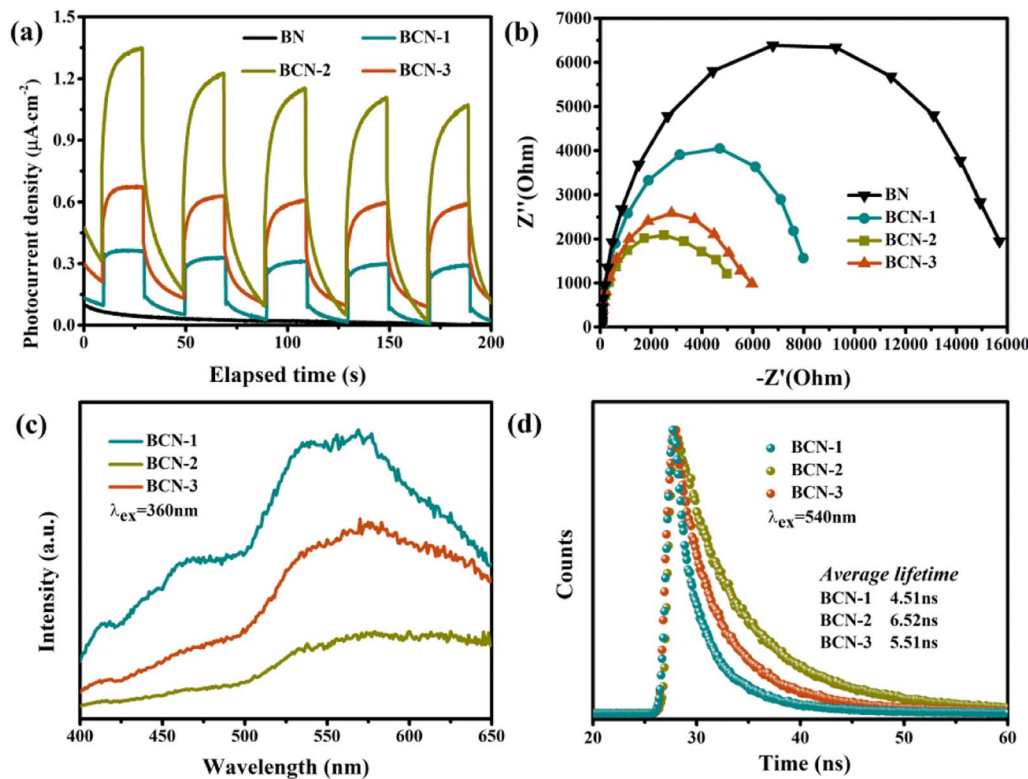 (a)
BN
BCN-1
BCN-2
BCN-3
Photocurrent density (μA·cm⁻²)
1.5
1.2
0.9
0.6
0.3
0.0
0 50 100 150 200
Elapsed time (s)
(b)
Z''(Ohm)
7000
6000
5000
4000
3000
2000
1000
0
BN
BCN-1
BCN-2
BCN-3
0 2000 4000 6000 8000 10000 12000 14000 16000
-Z'(Ohm)
(c)
BCN-1
BCN-2
BCN-3
λex=360nm
Intensity (a.u.)
400 450 500 550 600 650
Wavelength (nm)
(d)
BCN-1
BCN-2
BCN-3
λex=540nm
Average lifetime
BCN-1 4.51ns
BCN-2 6.52ns
BCN-3 5.51ns
Counts
20 30 40 50 60
Time (ns)